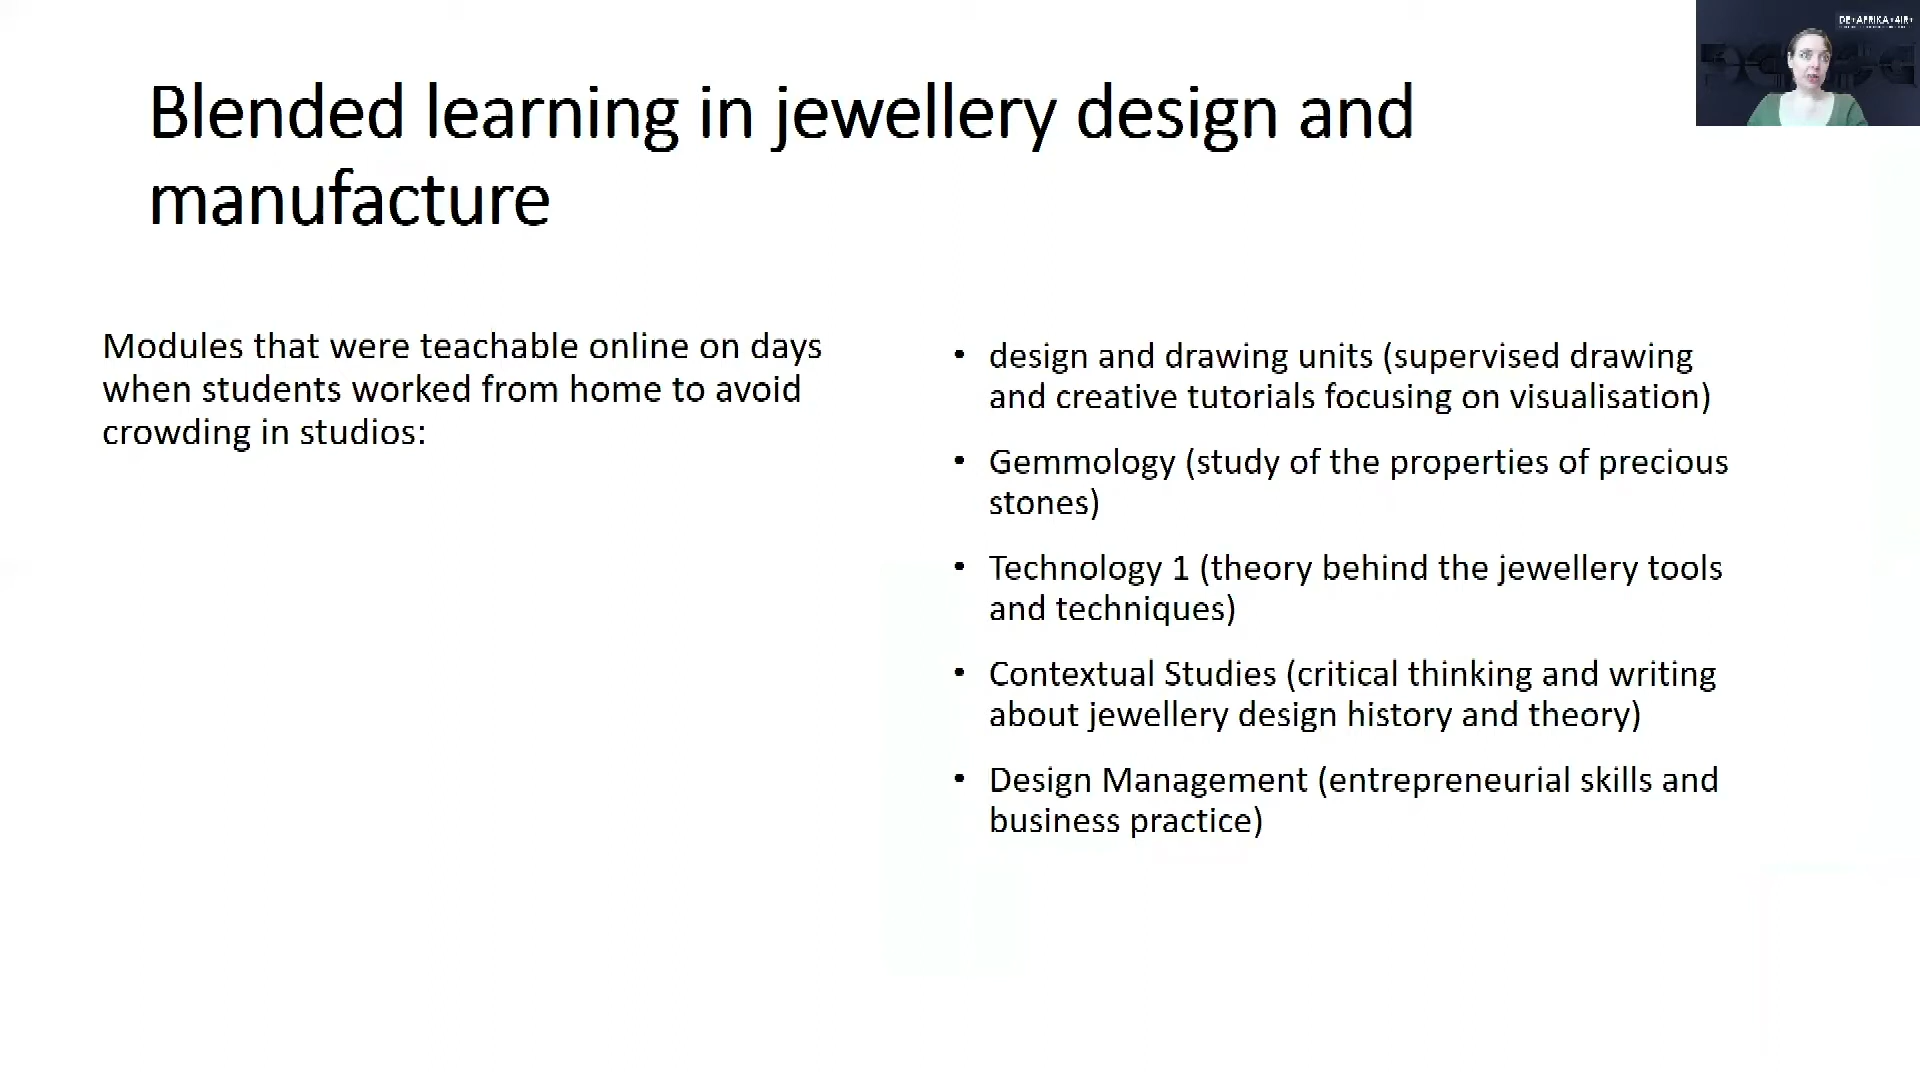 DE+AFRIKA+4IR+
Blended learning in jewellery design and
manufacture
Modules that were teachable online on days
when students worked from home to avoid
crowding in studios:
• design and drawing units (supervised drawing
and creative tutorials focusing on visualisation)
• Gemmology (study of the properties of precious
stones)
• Technology 1 (theory behind the jewellery tools
and techniques)
• Contextual Studies (critical thinking and writing
about jewellery design history and theory)
• Design Management (entrepreneurial skills and
business practice)